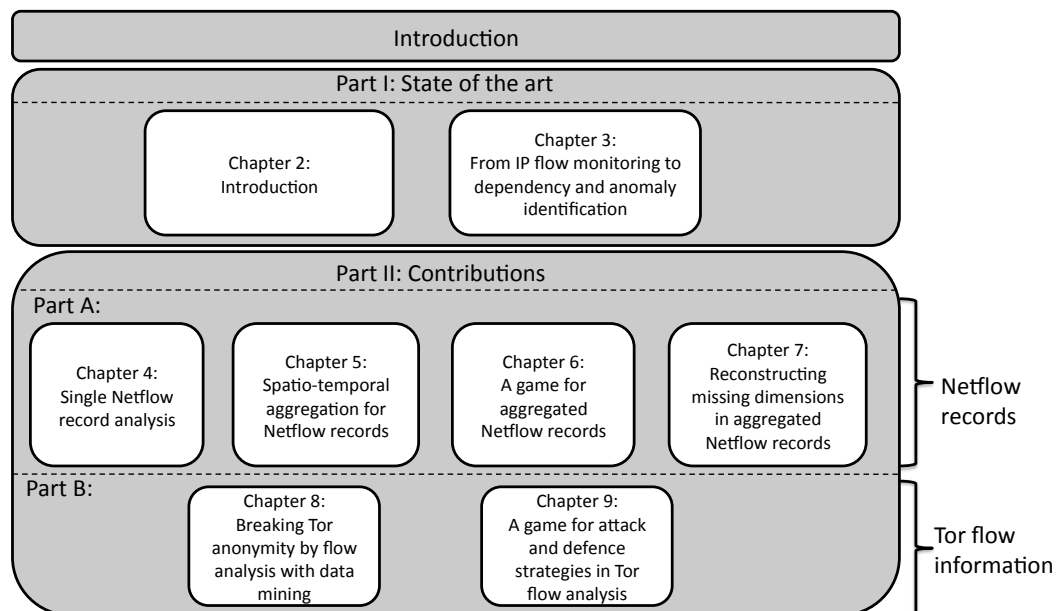 Introduction
Part I: State of the art
Chapter 2:
Introduction
Chapter 3:
From IP flow monitoring to
dependency and anomaly
identification
Part II: Contributions
Part A:
Chapter 4:
Single Netflow
record analysis
Chapter 5:
Spatio-temporal
aggregation for
Netflow records
Chapter 6:
A game for
aggregated
Netflow records
Chapter 7:
Reconstructing
missing dimensions
in aggregated
Netflow records
Netflow
records
Part B:
Chapter 8:
Breaking Tor
anonymity by flow
analysis with data
mining
Chapter 9:
A game for attack
and defence
strategies in Tor
flow analysis
Tor flow
information